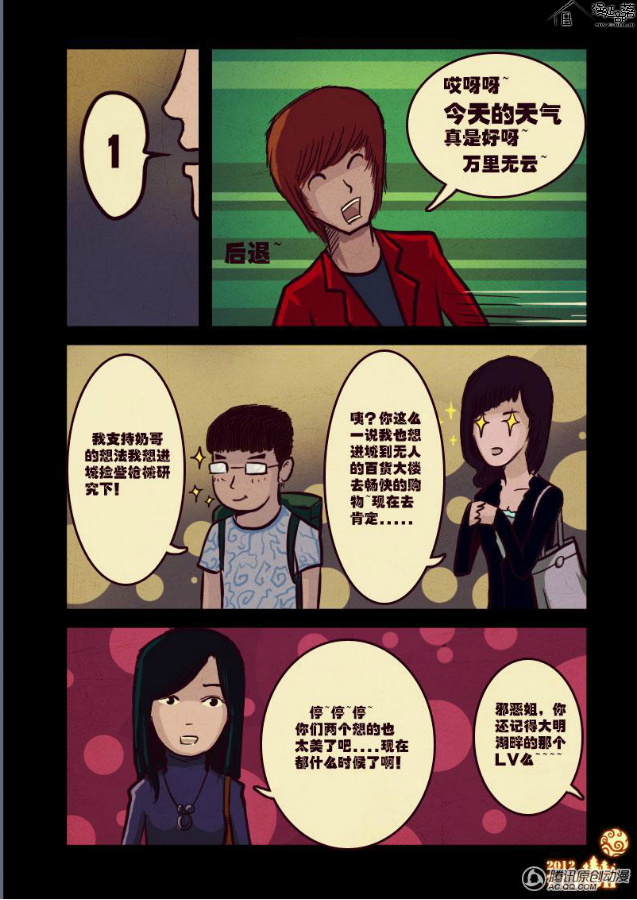 漫域部落
1
哎呀呀~
今天的天气
真是好呀~
万里无云~
后退~
我支持奶哥
的想法我想进
城捡些枪械研
究下！
咦？你这么
一说我也想
进城到无人
的百货大楼
去畅快的购
物~现在去
肯定.....
停~停~停~
你们两个想的也
太美了吧....现在
都什么时候了啊！
邪恶姐，你
还记得大明
湖畔的那个
LV么~~~~
2012
腾讯原创动漫
AC.QQ.COM